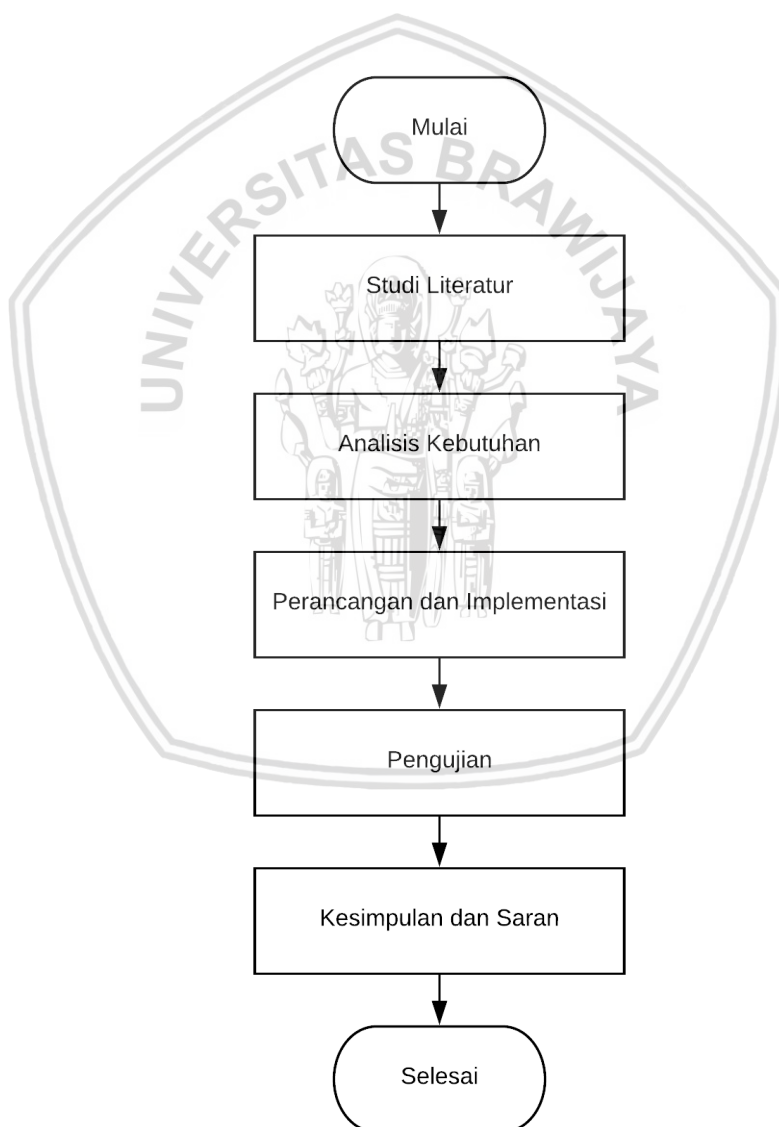 Mulai
UNIVERSITAS BRAWIJAYA
Studi Literatur
Analisis Kebutuhan
Perancangan dan Implementasi
Pengujian
Kesimpulan dan Saran
Selesai